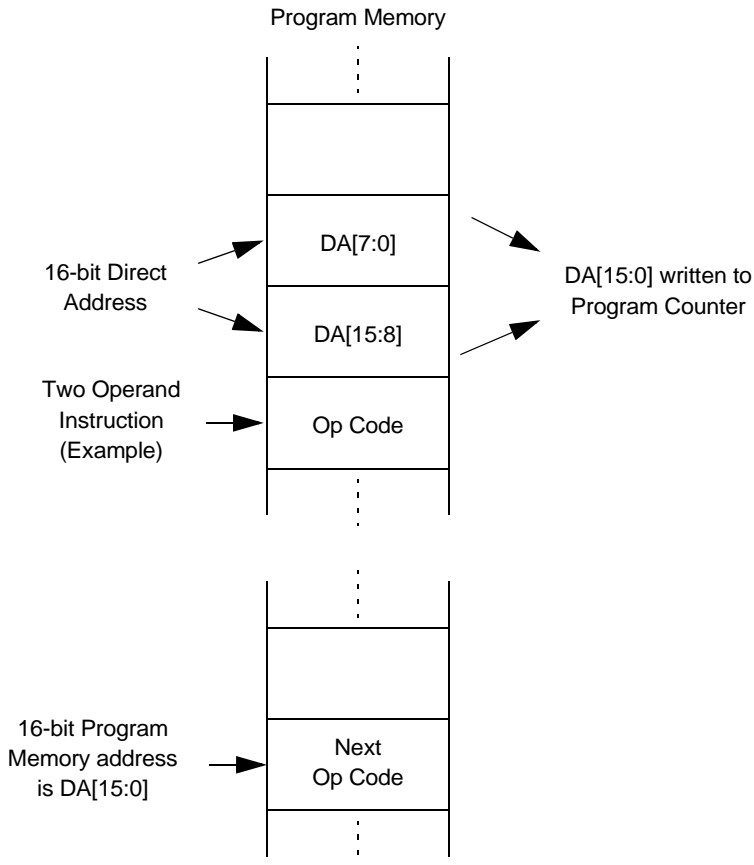 Program Memory
DA[7:0]
16-bit Direct
Address
DA[15:0] written to
Program Counter
DA[15:8]
Two Operand
Instruction
(Example)
Op Code
16-bit Program
Memory address
is DA[15:0]
Next
Op Code